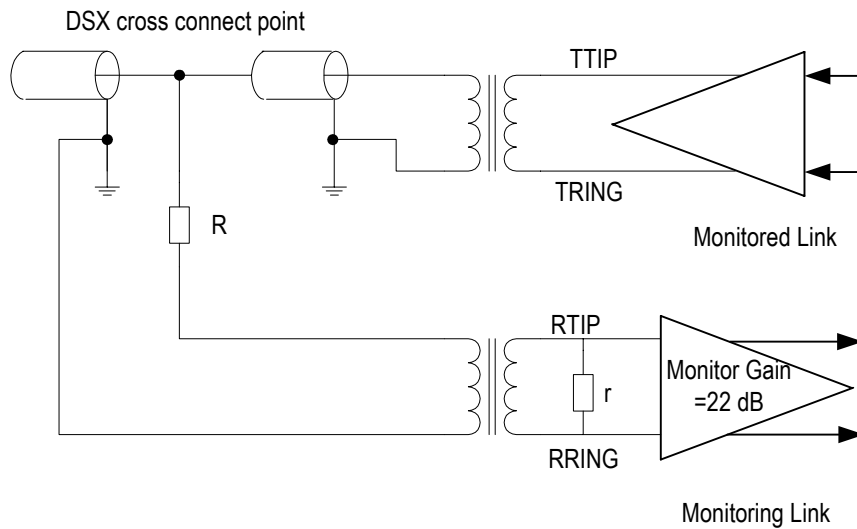 DSX cross connect point
TTIP
TRING
R
Monitored Link
RTIP
Monitor Gain
=22 dB
r
RRING
Monitoring Link